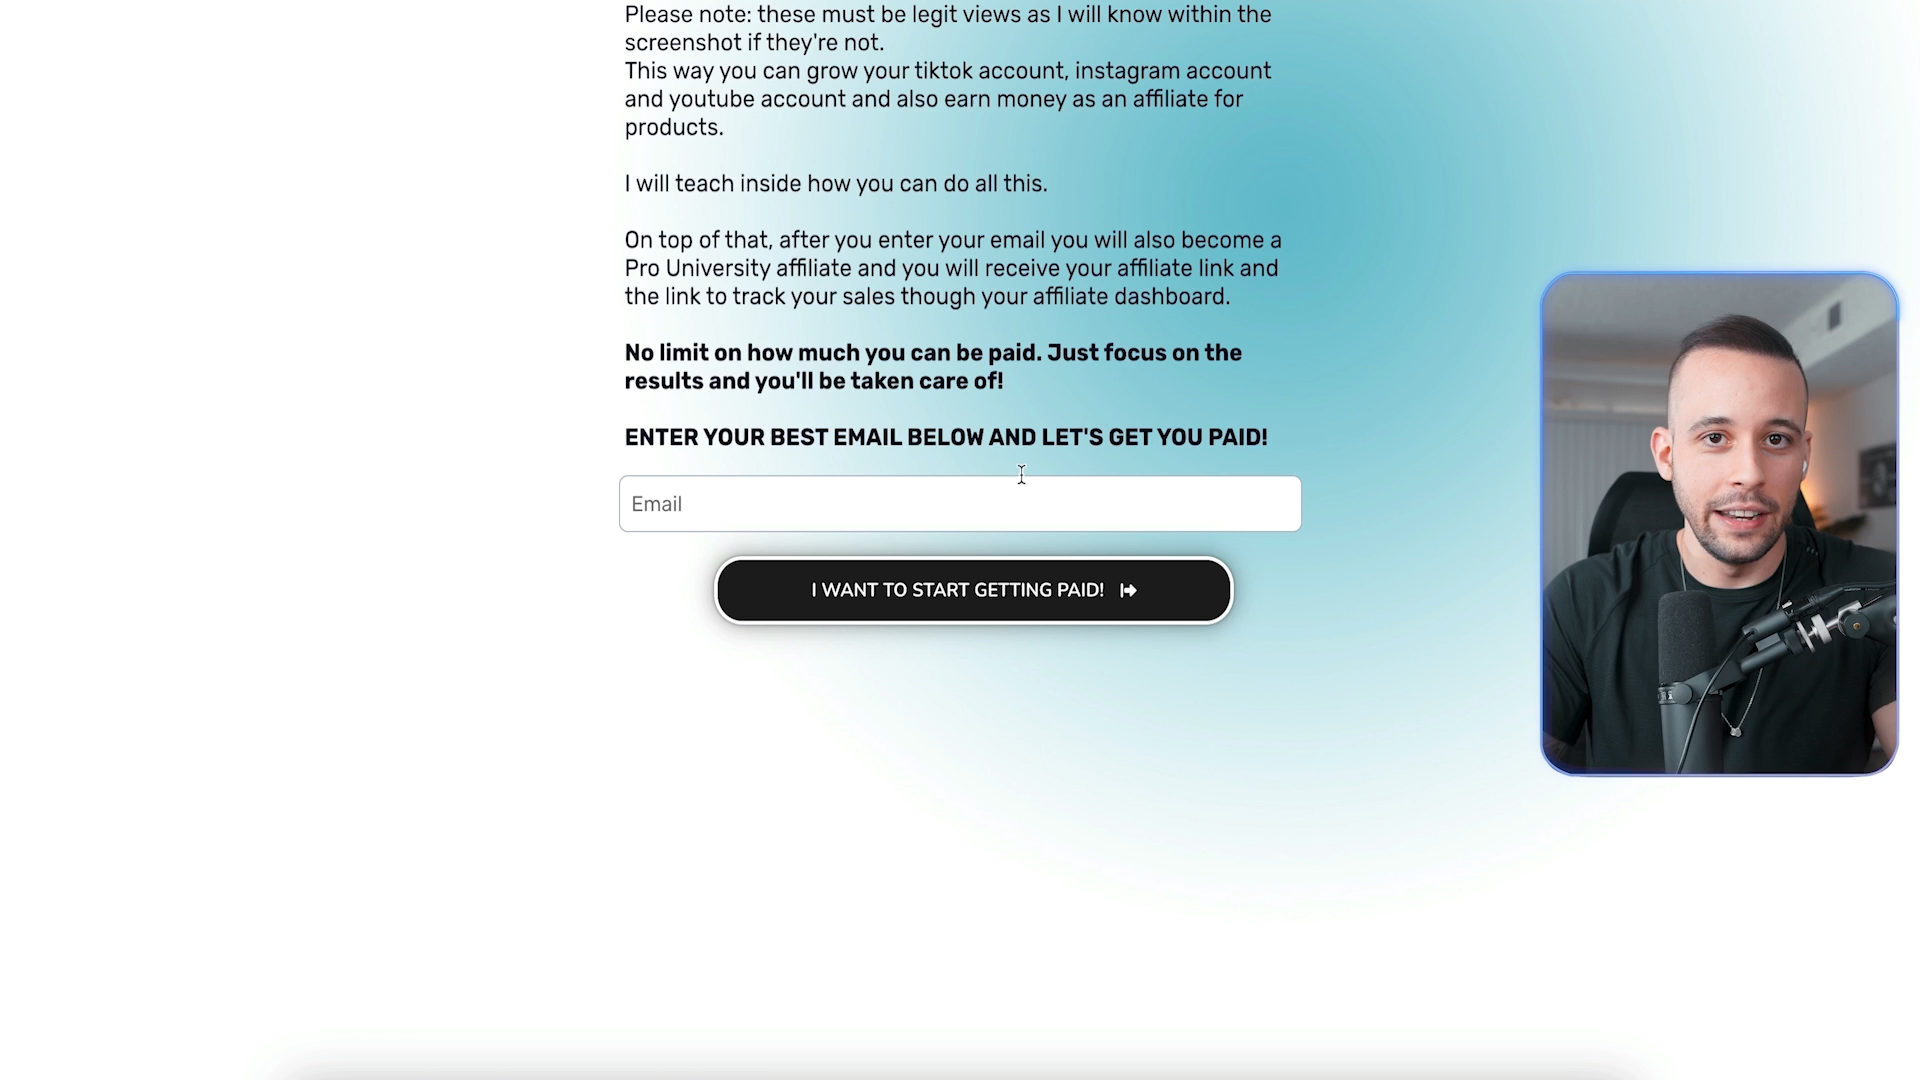 Please note: these must be legit views as I will know within the
screenshot if they're not.
This way you can grow your tiktok account, instagram account
and youtube account and also earn money as an affiliate for
products.
I will teach inside how you can do all this.
On top of that, after you enter your email you will also become a
Pro University affiliate and you will receive your affiliate link and
the link to track your sales though your affiliate dashboard.
No limit on how much you can be paid. Just focus on the
results and you'll be taken care of!
ENTER YOUR BEST EMAIL BELOW AND LET'S GET YOU PAID!
Email
I WANT TO START GETTING PAID!